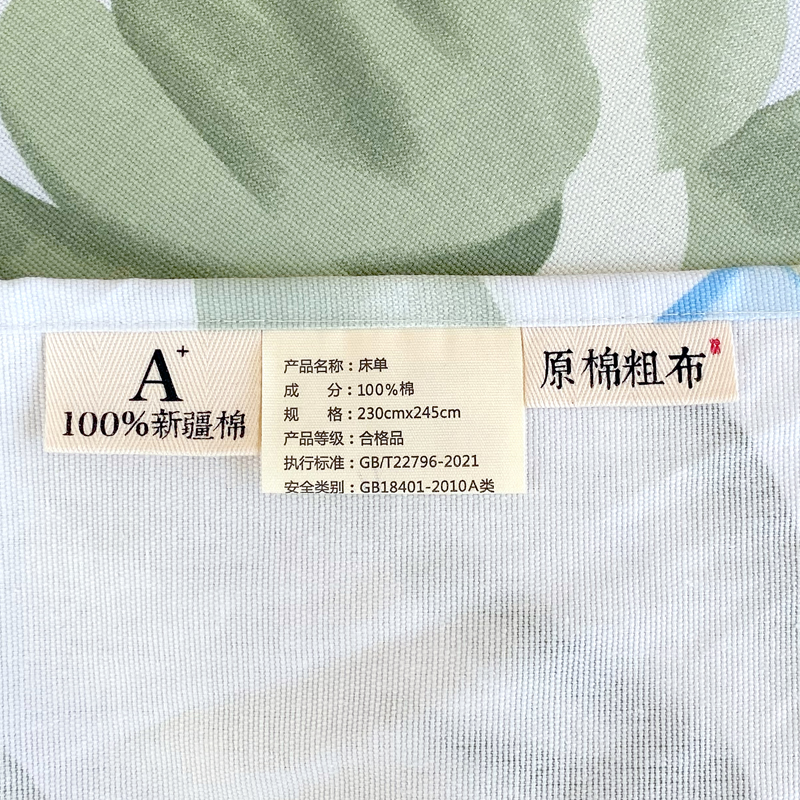 A+
100%新疆棉
产品名称：床单
成 分：100%棉
规 格：230cmx245cm
产品等级：合格品
执行标准：GB/T22796-2021
安全类别：GB18401-2010A类
原棉粗布